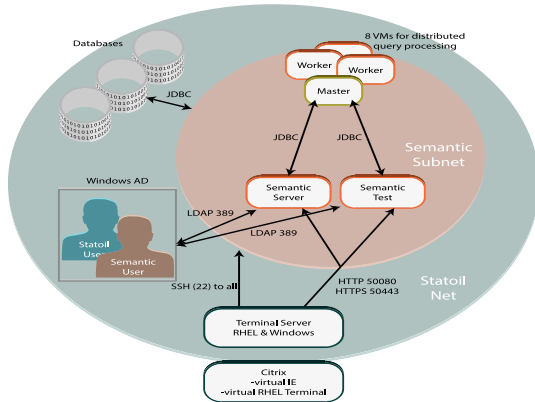 8 VMs for distributed
query processing
Databases
Worker
Worker
Master
JDBC
JDBC
JDBC
Semantic
Subnet
Windows AD
Semantic
Server
Semantic
Test
LDAP 389
LDAP 389
Statoil
User
Semantic
User
SSH (22) to all
HTTP 50080
HTTPS 50443
Statoil
Net
Terminal Server
RHEL & Windows
Citrix
-virtual IE
-virtual RHEL Terminal